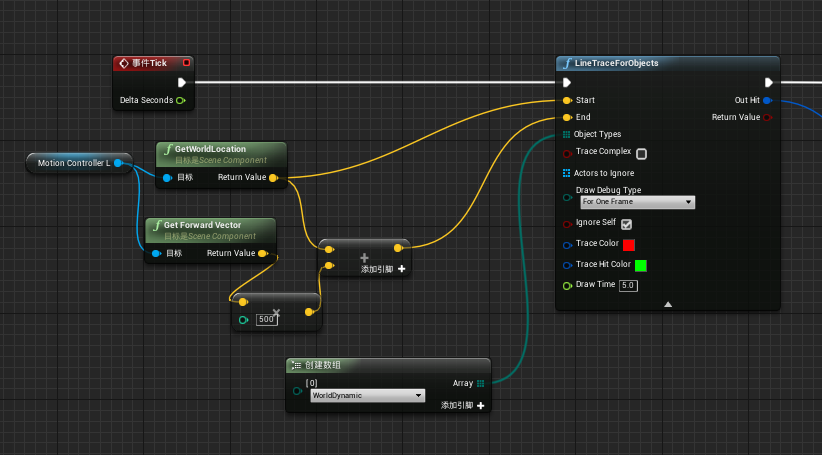 事件Tick
Delta Seconds
Motion Controller L
GetWorldLocation
目标是Scene Component
目标 Return Value
Get Forward Vector
目标是Scene Component
目标 Return Value
+
添加引脚 +
×
500
创建数组
[0] Array
WorldDynamic
添加引脚 +
LineTraceForObjects
Start Out Hit
End Return Value
Object Types
Trace Complex
Actors to Ignore
Draw Debug Type
For One Frame
Ignore Self
Trace Color
Trace Hit Color
Draw Time 5.0